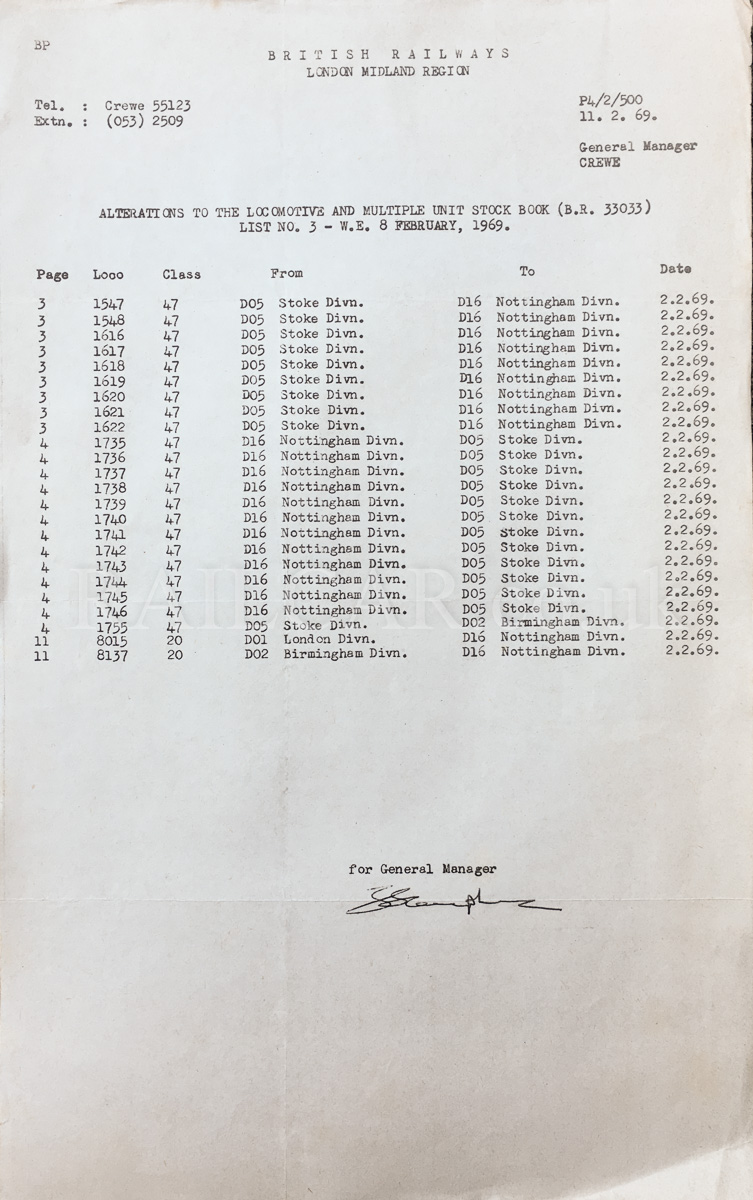 BP
BRITISH RAILWAYS
LONDON MIDLAND REGION
Tel. : Crewe 55123 P4/2/500
Extn. : (053) 2509 11. 2. 69.
General Manager
CREWE
ALTERATIONS TO THE LOCOMOTIVE AND MULTIPLE UNIT STOCK BOOK (B.R. 33033)
LIST NO. 3 - W.E. 8 FEBRUARY, 1969.
Page Loco Class From To Date
3 1547 47 D05 Stoke Divn. D16 Nottingham Divn. 2.2.69.
3 1548 47 D05 Stoke Divn. D16 Nottingham Divn. 2.2.69.
3 1616 47 D05 Stoke Divn. D16 Nottingham Divn. 2.2.69.
3 1617 47 D05 Stoke Divn. D16 Nottingham Divn. 2.2.69.
3 1618 47 D05 Stoke Divn. D16 Nottingham Divn. 2.2.69.
3 1619 47 D05 Stoke Divn. D16 Nottingham Divn. 2.2.69.
3 1620 47 D05 Stoke Divn. D16 Nottingham Divn. 2.2.69.
3 1621 47 D05 Stoke Divn. D16 Nottingham Divn. 2.2.69.
3 1622 47 D05 Stoke Divn. D16 Nottingham Divn. 2.2.69.
4 1735 47 D16 Nottingham Divn. D05 Stoke Divn. 2.2.69.
4 1736 47 D16 Nottingham Divn. D05 Stoke Divn. 2.2.69.
4 1737 47 D16 Nottingham Divn. D05 Stoke Divn. 2.2.69.
4 1738 47 D16 Nottingham Divn. D05 Stoke Divn. 2.2.69.
4 1739 47 D16 Nottingham Divn. D05 Stoke Divn. 2.2.69.
4 1740 47 D16 Nottingham Divn. D05 Stoke Divn. 2.2.69.
4 1741 47 D16 Nottingham Divn. D05 Stoke Divn. 2.2.69.
4 1742 47 D16 Nottingham Divn. D05 Stoke Divn. 2.2.69.
4 1743 47 D16 Nottingham Divn. D05 Stoke Divn. 2.2.69.
4 1744 47 D16 Nottingham Divn. D05 Stoke Divn. 2.2.69.
4 1745 47 D16 Nottingham Divn. D05 Stoke Divn. 2.2.69.
4 1746 47 D16 Nottingham Divn. D05 Stoke Divn. 2.2.69.
4 1755 47 D05 Stoke Divn. D02 Birmingham Divn. 2.2.69.
11 8015 20 D01 London Divn. D16 Nottingham Divn. 2.2.69.
11 8137 20 D02 Birmingham Divn. D16 Nottingham Divn. 2.2.69.
for General Manager